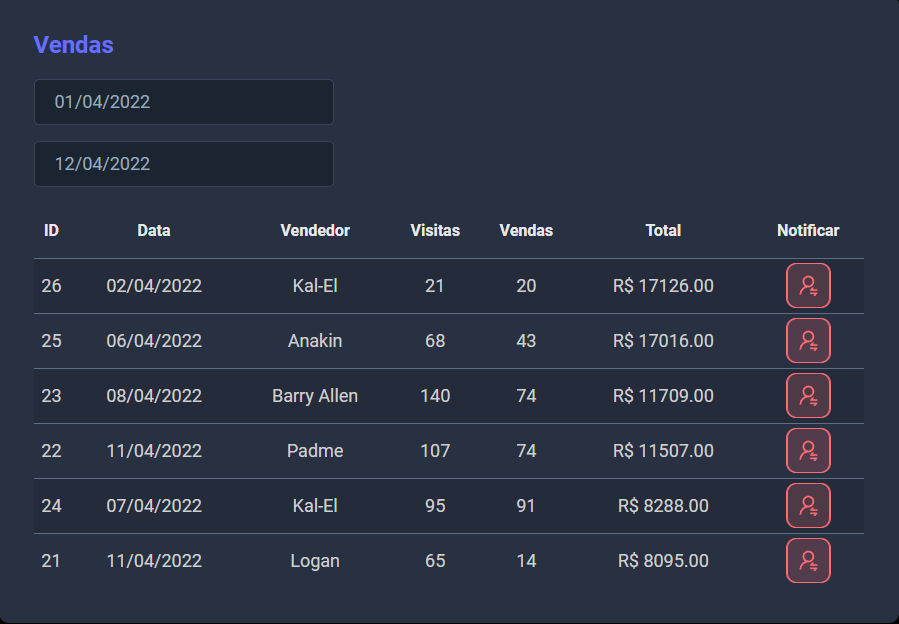 Vendas
01/04/2022
12/04/2022
ID Data Vendedor Visitas Vendas Total Notificar
26 02/04/2022 Kal-El 21 20 R$ 17126.00
25 06/04/2022 Anakin 68 43 R$ 17016.00
23 08/04/2022 Barry Allen 140 74 R$ 11709.00
22 11/04/2022 Padme 107 74 R$ 11507.00
24 07/04/2022 Kal-El 95 91 R$ 8288.00
21 11/04/2022 Logan 65 14 R$ 8095.00